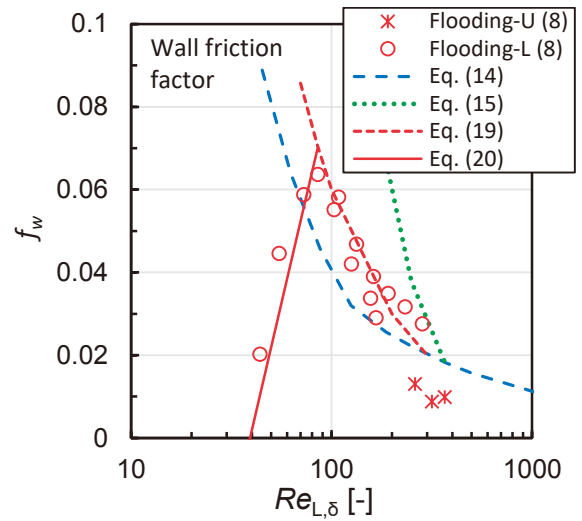 Wall friction
factor
Flooding-U (8)
Flooding-L (8)
Eq. (14)
Eq. (15)
Eq. (19)
Eq. (20)
0.1
0.08
0.06
0.04
0.02
0
f_w
10
100
1000
Re_L,δ [-]